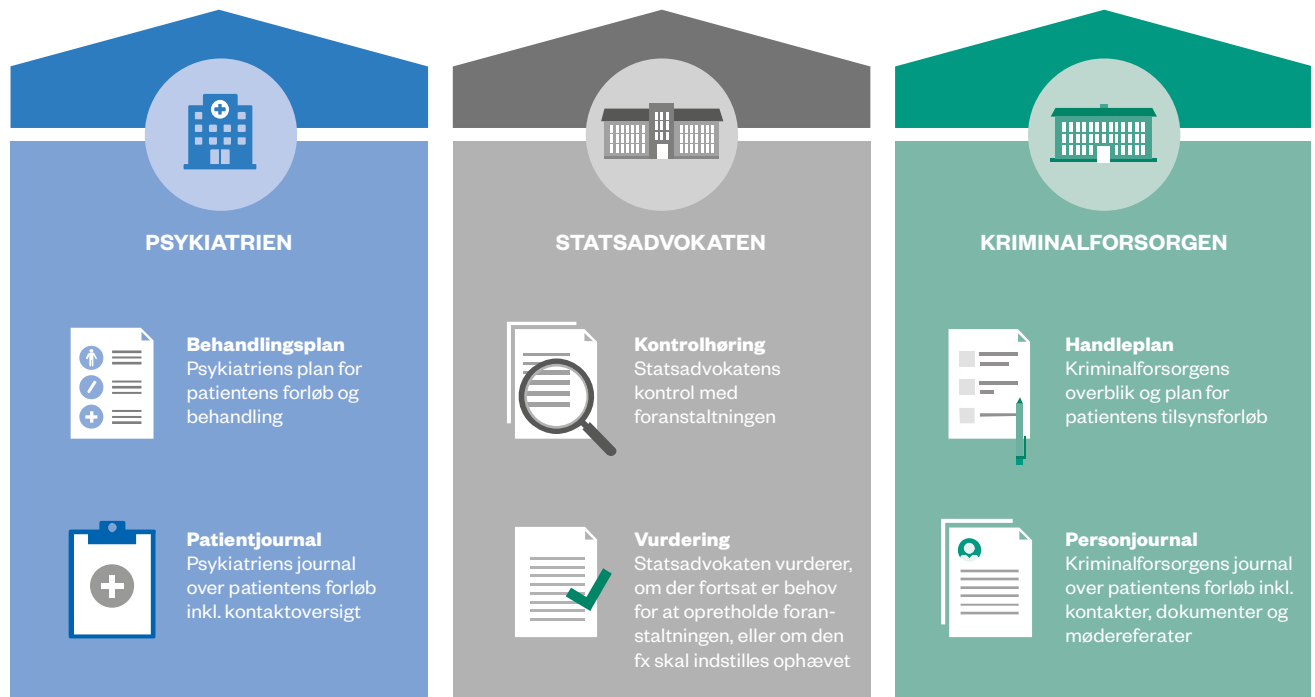 PSYKIATRIEN
Behandlingsplan
Psykiatriens plan for
patientens forløb og
behandling
Patientjournal
Psykiatriens journal
over patientens forløb
inkl. kontaktoversigt
STATSADVOKATEN
Kontrolhøring
Statsadvokatens
kontrol med
foranstaltningen
Vurdering
Statsadvokaten vurderer,
om der fortsat er behov
for at opretholde foran-
staltningen, eller om den
fx skal indstilles ophævet
KRIMINALFORSORGEN
Handleplan
Kriminalforsorgens
overblik og plan for
patientens tilsynsforløb
Personjournal
Kriminalforsorgens journal
over patientens forløb inkl.
kontakter, dokumenter og
mødereferater